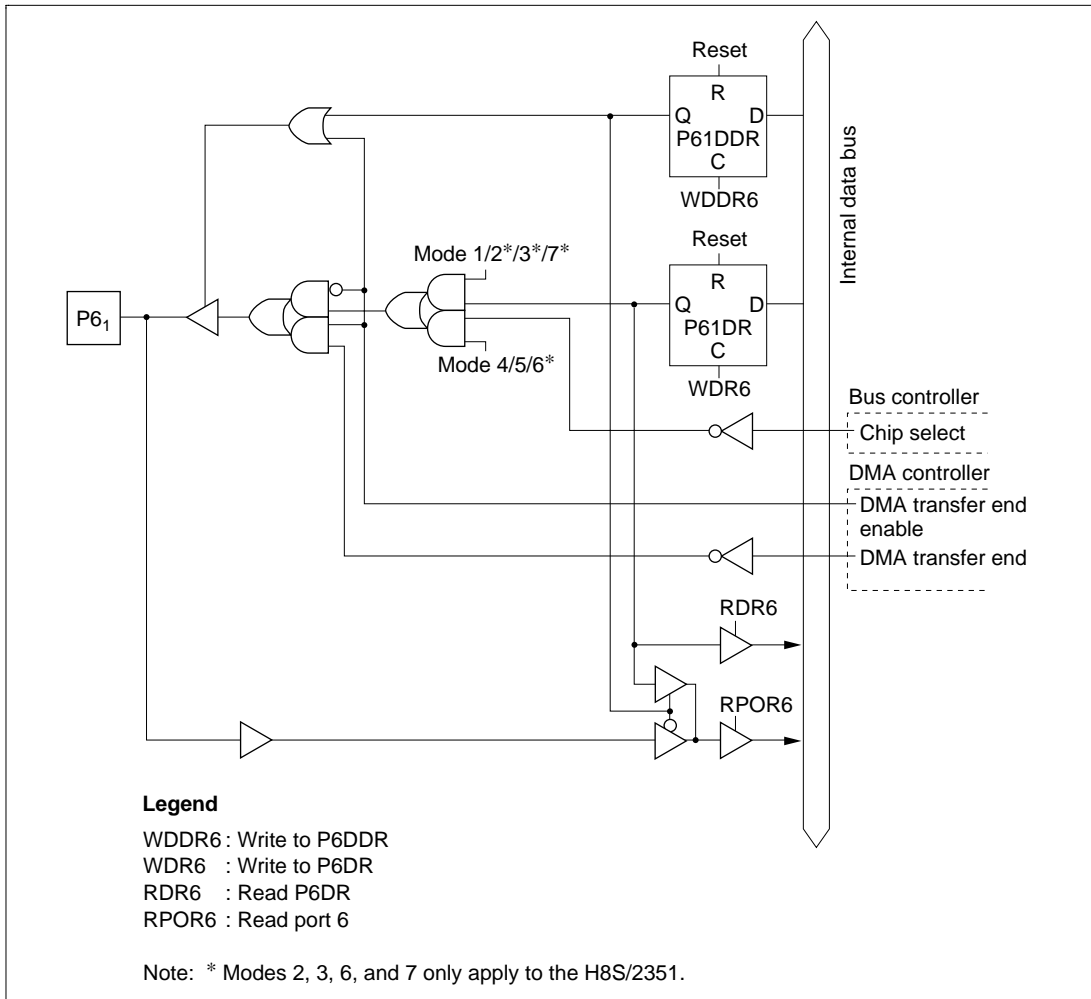 Reset
R
Q D
P61DDR
C
WDDR6
Internal data bus
Mode 1/2*/3*/7*
Reset
R
Q D
P61DR
C
WDR6
P6₁
Mode 4/5/6*
Bus controller
Chip select
DMA controller
DMA transfer end
enable
DMA transfer end
RDR6
RPOR6
Legend
WDDR6 : Write to P6DDR
WDR6 : Write to P6DR
RDR6 : Read P6DR
RPOR6 : Read port 6
Note: * Modes 2, 3, 6, and 7 only apply to the H8S/2351.